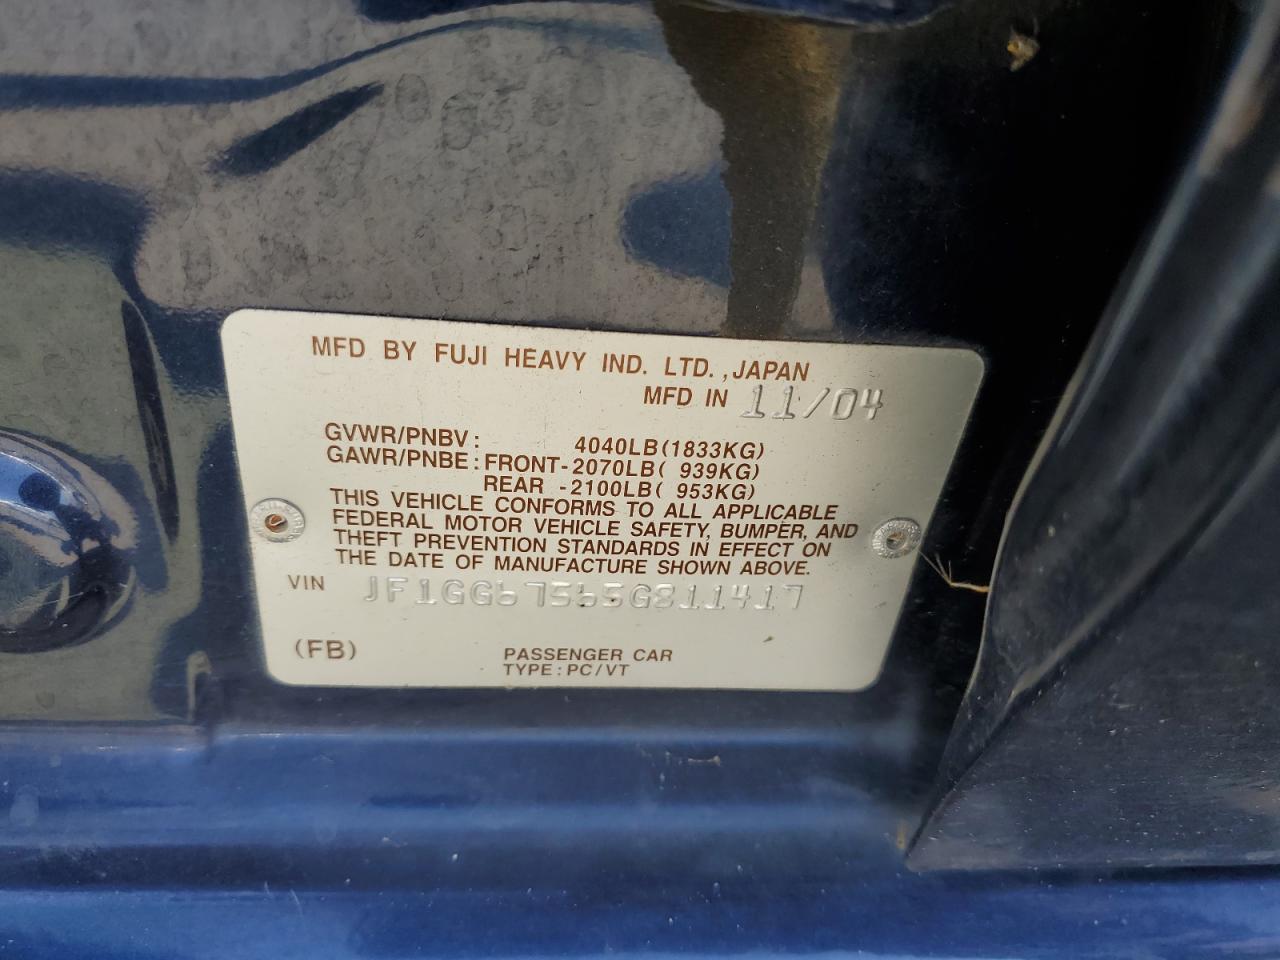 MFD BY FUJI HEAVY IND. LTD. ,JAPAN
MFD IN 11/04
GVWR/PNBV: 4040LB(1833KG)
GAWR/PNBE:FRONT-2070LB( 939KG)
REAR -2100LB( 953KG)
THIS VEHICLE CONFORMS TO ALL APPLICABLE
FEDERAL MOTOR VEHICLE SAFETY, BUMPER, AND
THEFT PREVENTION STANDARDS IN EFFECT ON
THE DATE OF MANUFACTURE SHOWN ABOVE.
VIN JF1GG67565G811417
(FB) PASSENGER CAR
TYPE:PC/VT